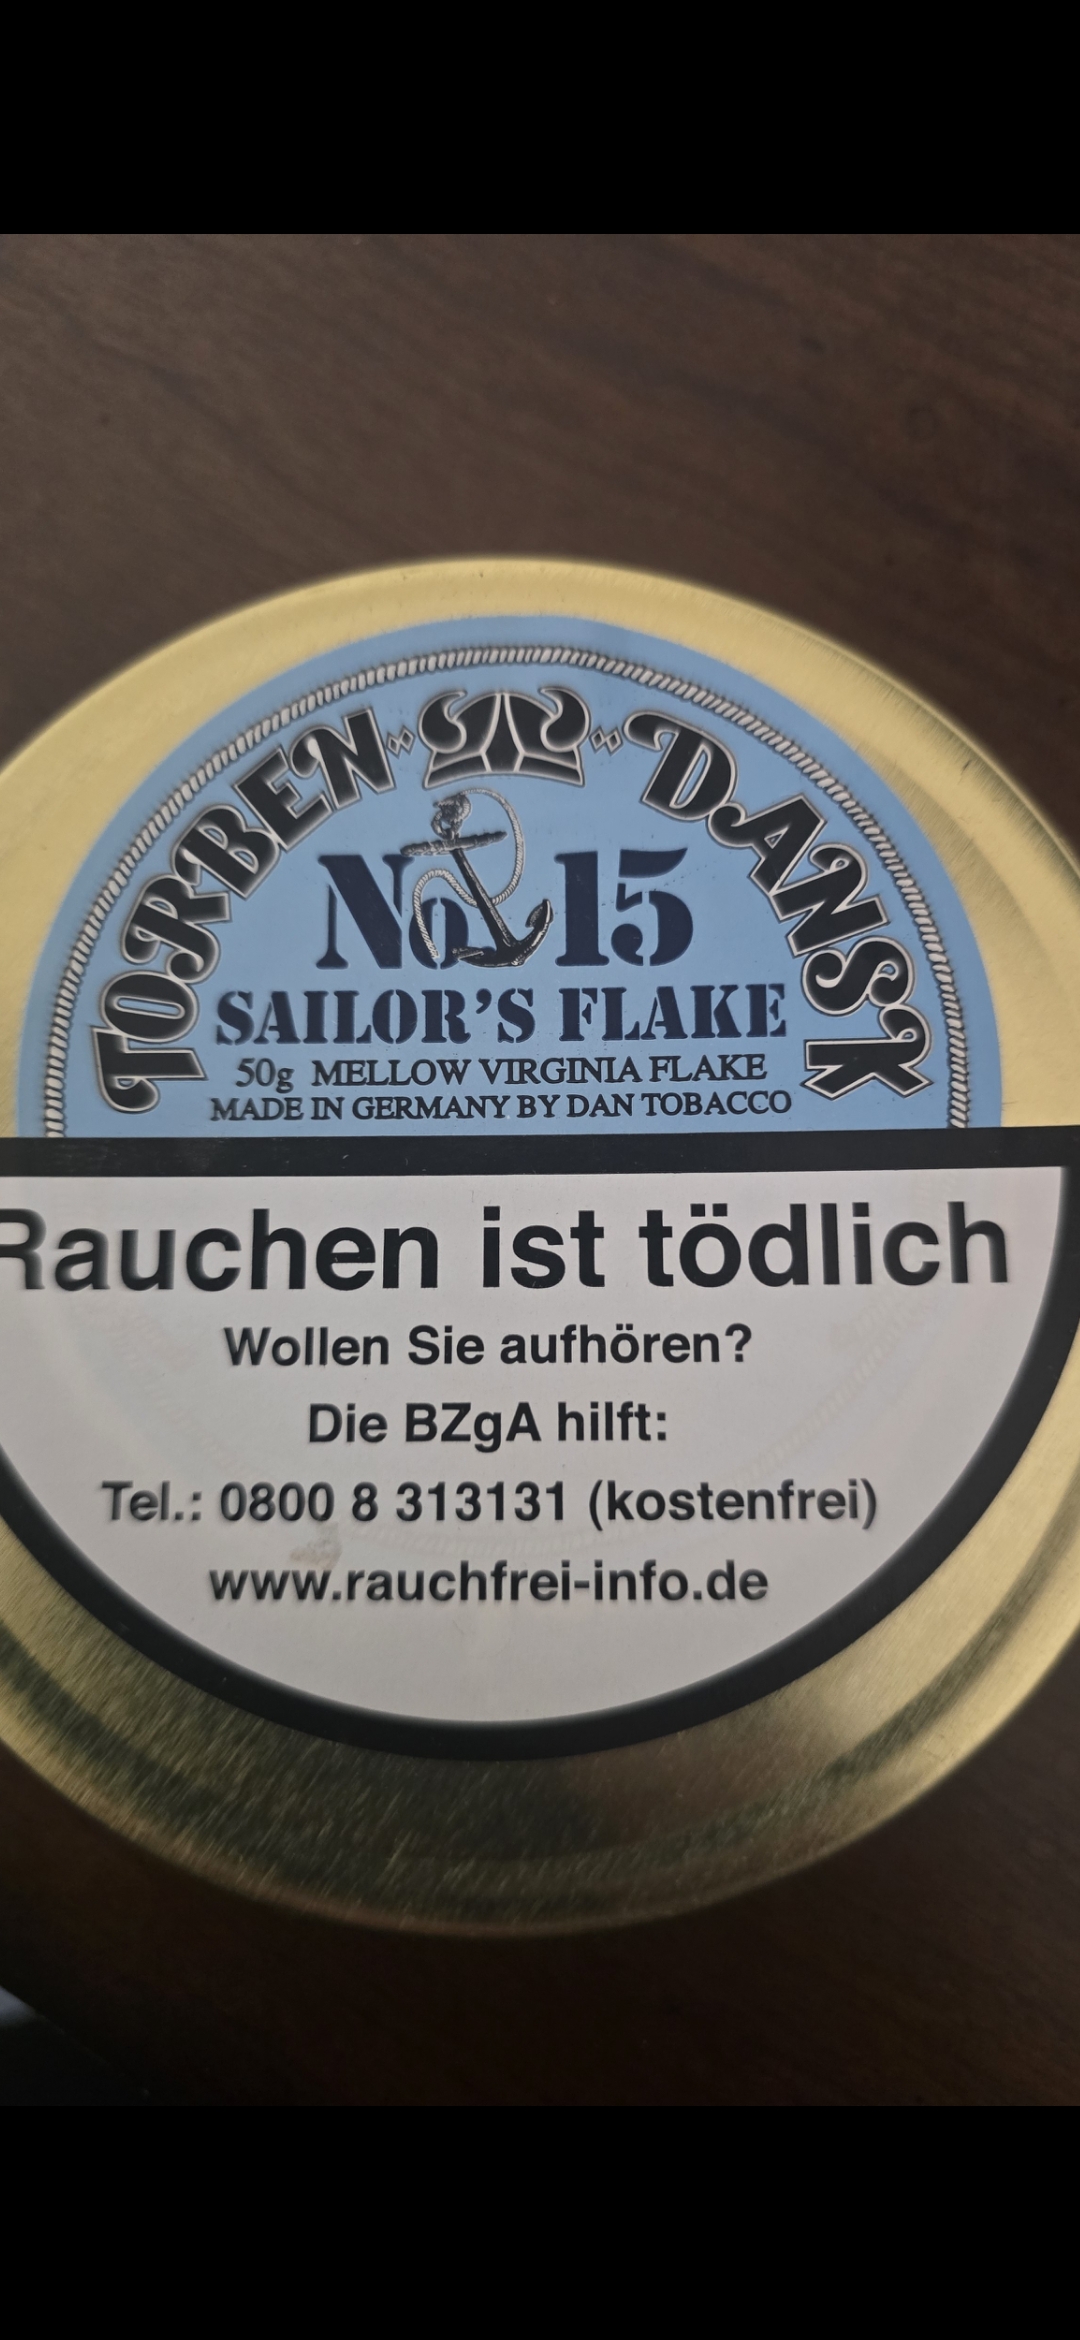 TORBEN DANSK
No. 15
SAILOR'S FLAKE
50g MELLOW VIRGINIA FLAKE
MADE IN GERMANY BY DAN TOBACCO
Rauchen ist tödlich
Wollen Sie aufhören?
Die BZgA hilft:
Tel.: 0800 8 313131 (kostenfrei)
www.rauchfrei-info.de